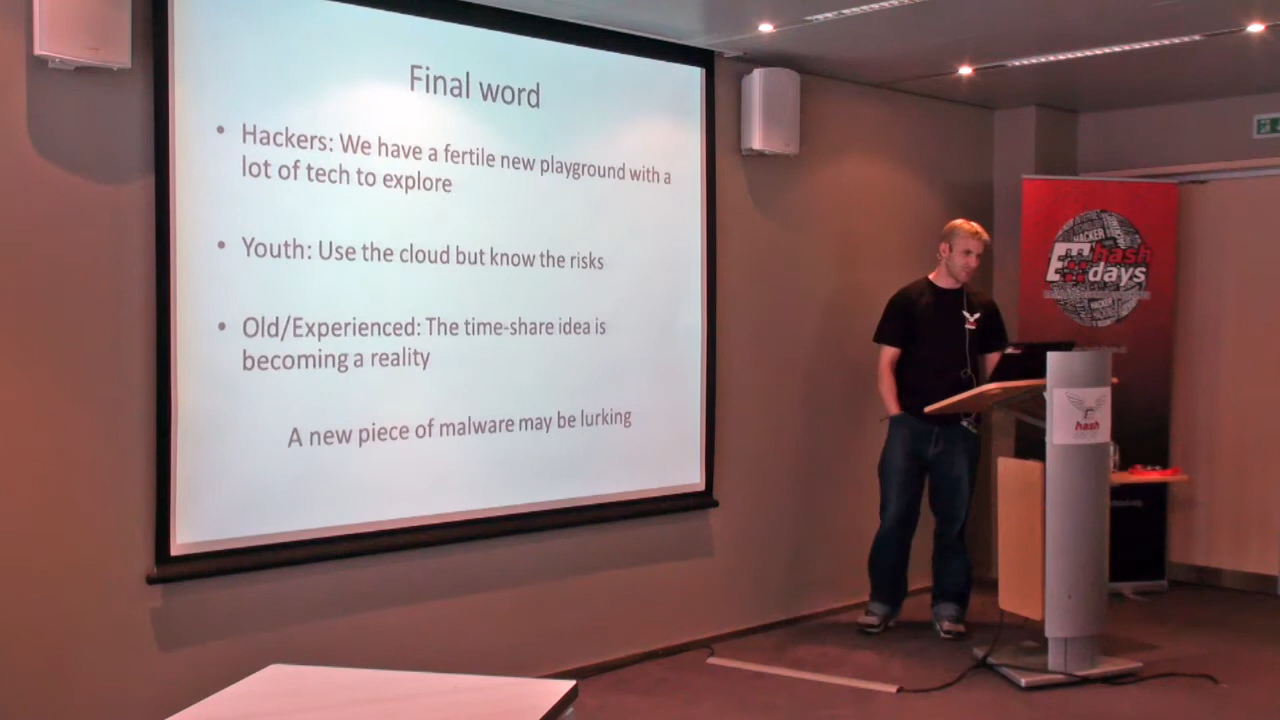 Final word
• Hackers: We have a fertile new playground with a
lot of tech to explore
• Youth: Use the cloud but know the risks
• Old/Experienced: The time-share idea is
becoming a reality
A new piece of malware may be lurking
HACKER
hash
days
HACKER
hash